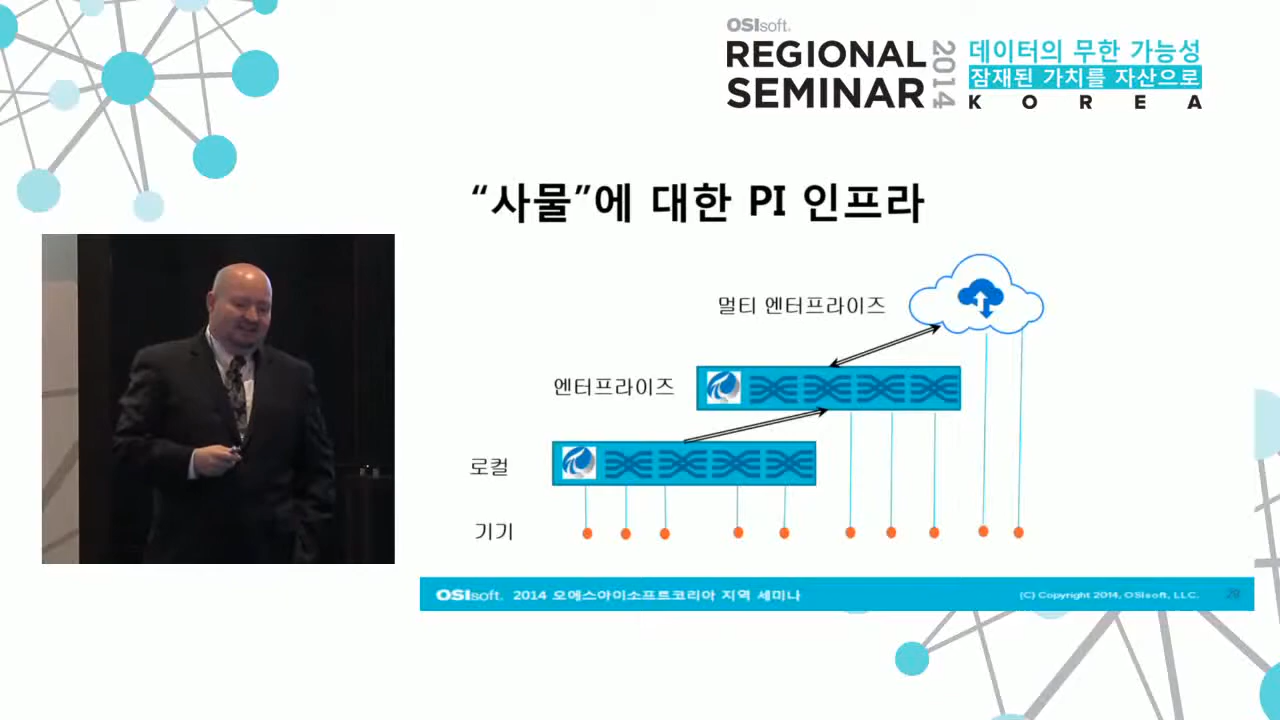 OSIsoft.
REGIONAL
SEMINAR
2014
데이터의 무한 가능성
잠재된 가치를 자산으로
KOREA
“사물”에 대한 PI 인프라
멀티 엔터프라이즈
엔터프라이즈
로컬
기기
OSIsoft. 2014 오에스아이소프트코리아 지역 세미나
(C) Copyright 2014, OSIsoft, LLC.
29